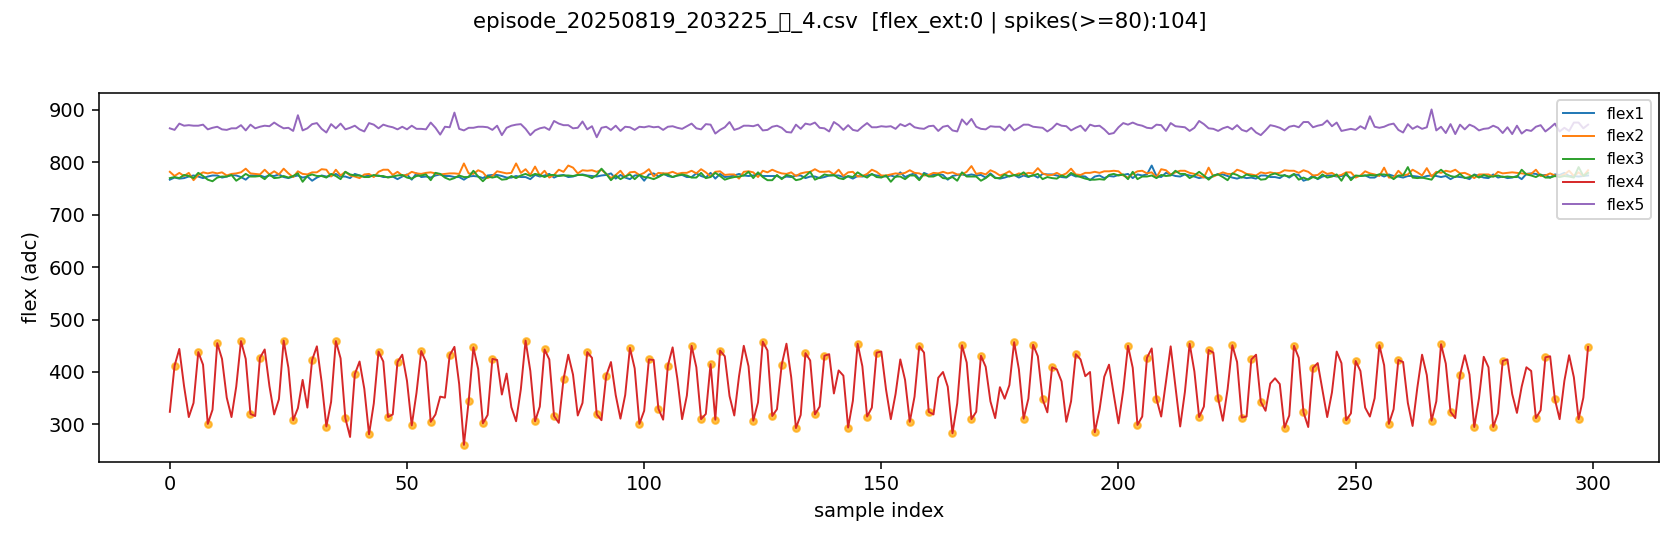 episode_20250819_203225_▯_4.csv  [flex_ext:0 | spikes(>=80):104]
flex (adc)
900
800
700
600
500
400
300
flex1
flex2
flex3
flex4
flex5
0
50
100
150
200
250
300
sample index